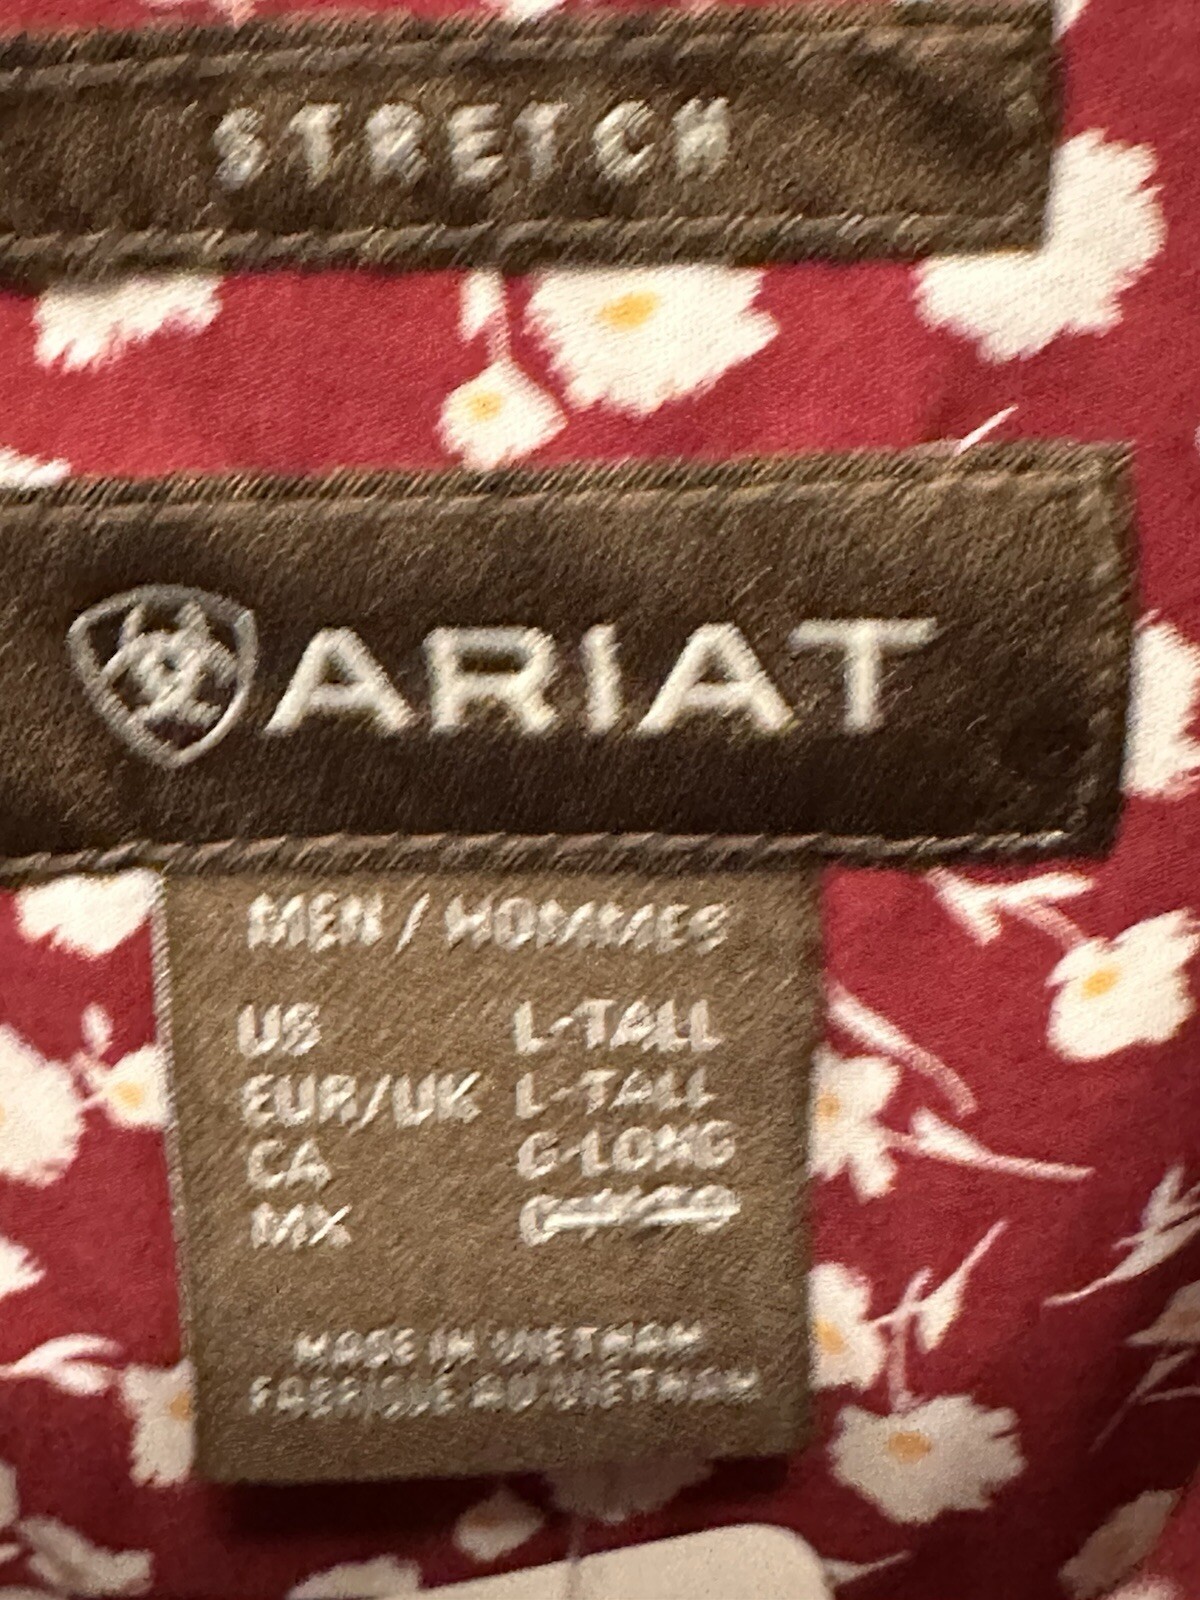 STRETCH
ARIAT
MEN / HOMMES
US L-TALL
EUR/UK L-TALL
CA G-LONG
MX
MADE IN VIETNAM
FABRIQUÉ AU VIETNAM